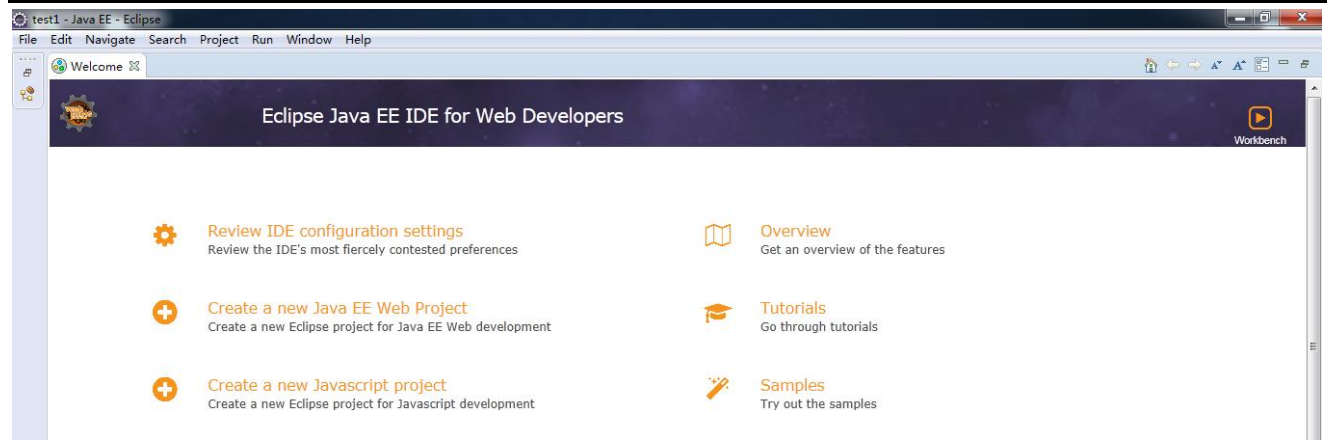 test1 - Java EE - Eclipse
File Edit Navigate Search Project Run Window Help
Welcome
Eclipse Java EE IDE for Web Developers
Workbench
Review IDE configuration settings
Review the IDE's most fiercely contested preferences
Overview
Get an overview of the features
Create a new Java EE Web Project
Create a new Eclipse project for Java EE Web development
Tutorials
Go through tutorials
Create a new Javascript project
Create a new Eclipse project for Javascript development
Samples
Try out the samples